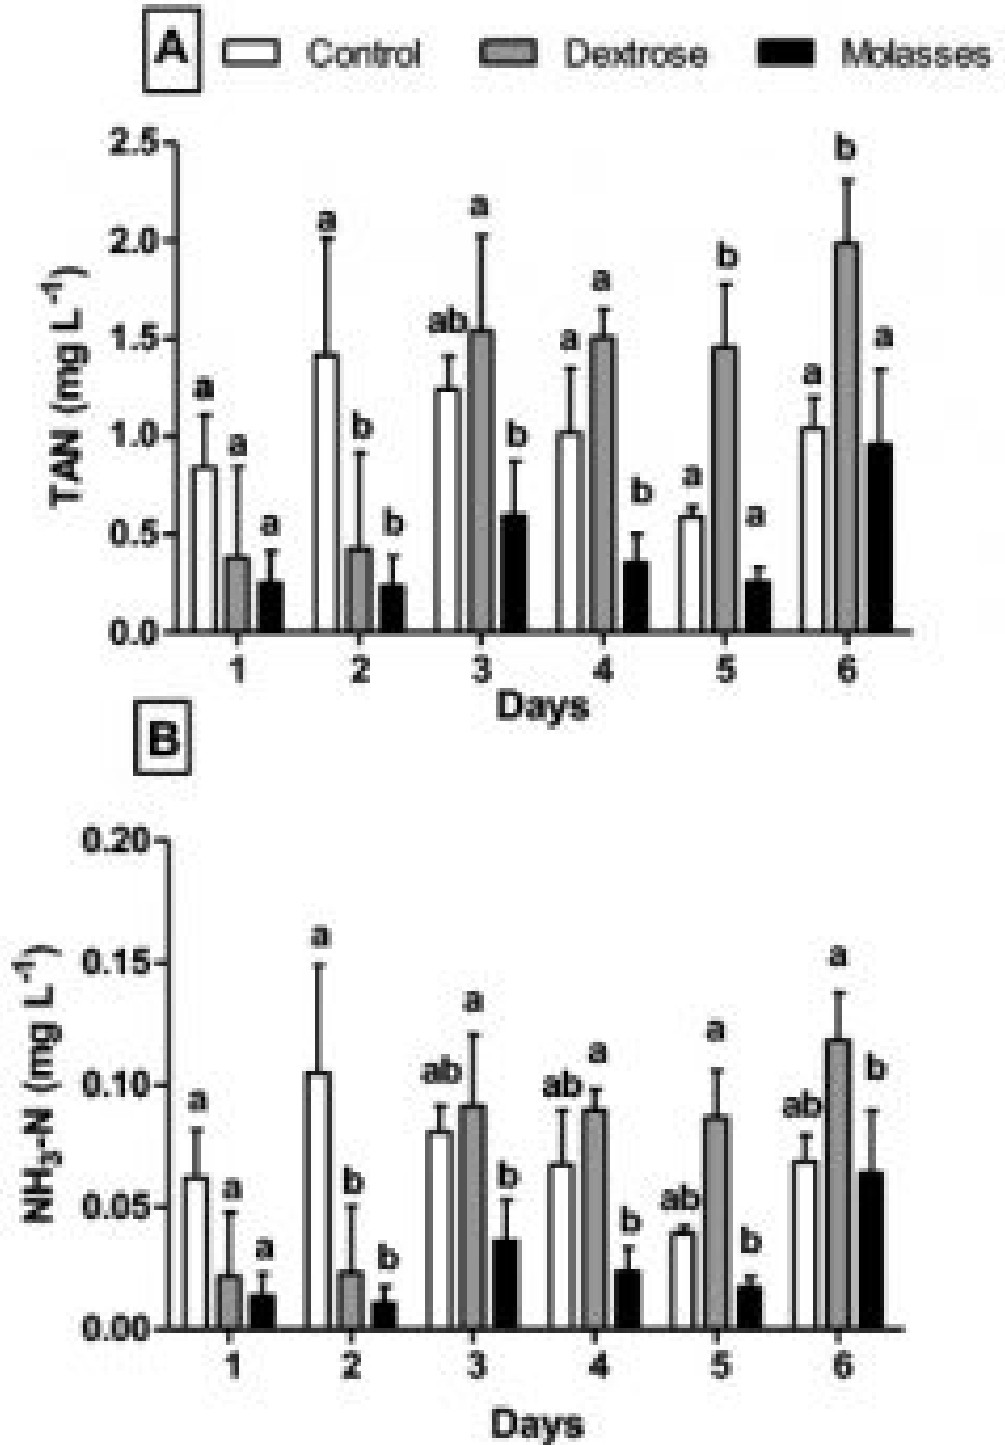 A Control Dextrose Molasses
TAN (mg L⁻¹)
2.5
2.0
1.5
1.0
0.5
0.0
a a a
a b b
ab a b
a a b
a b a
a b a
1 2 3 4 5 6
Days
B
NH₃-N (mg L⁻¹)
0.20
0.15
0.10
0.05
0.00
a a a
a b b
ab a b
ab a b
ab a b
ab a b
1 2 3 4 5 6
Days